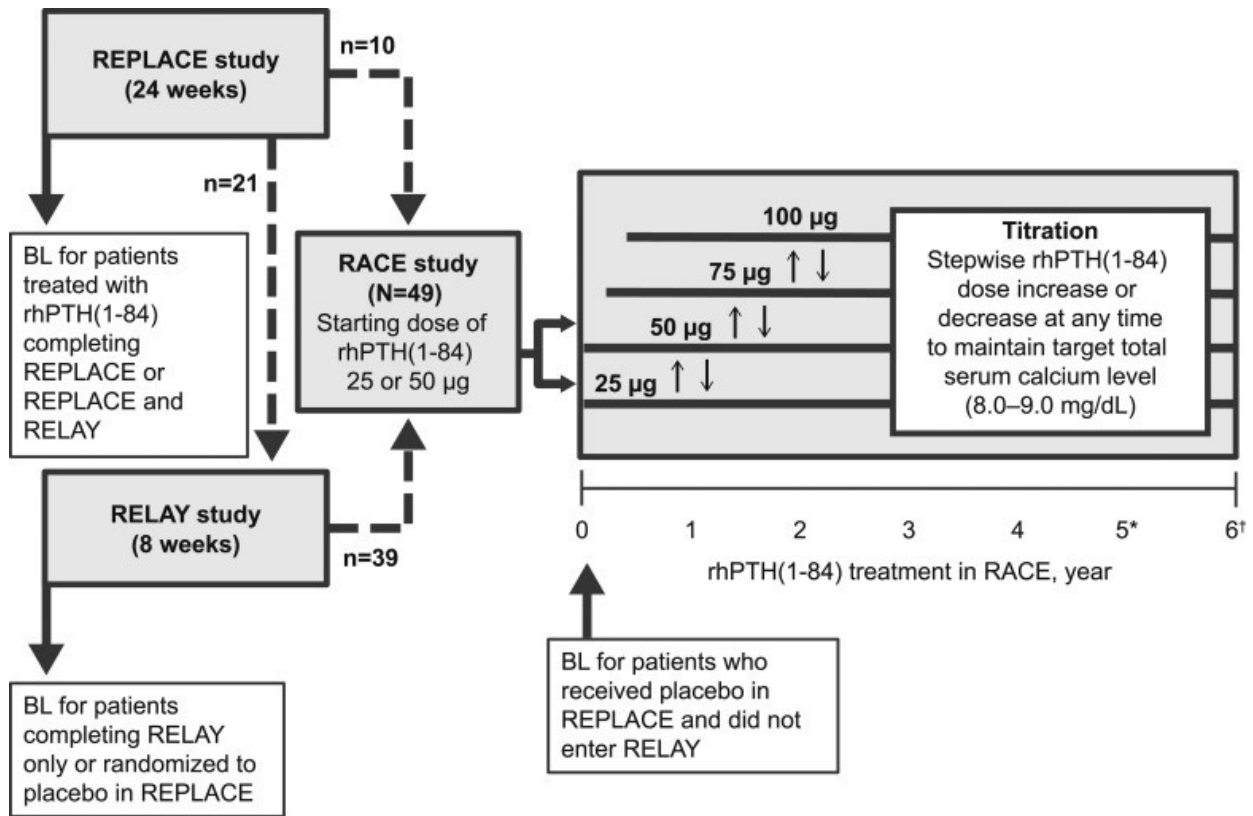 REPLACE study
(24 weeks)
n=10
n=21
BL for patients
treated with
rhPTH(1-84)
completing
REPLACE or
REPLACE and
RELAY
RACE study
(N=49)
Starting dose of
rhPTH(1-84)
25 or 50 µg
RELAY study
(8 weeks)
n=39
BL for patients
completing RELAY
only or randomized to
placebo in REPLACE
100 µg
75 µg ↑ ↓
50 µg ↑ ↓
25 µg ↑ ↓
Titration
Stepwise rhPTH(1-84)
dose increase or
decrease at any time
to maintain target total
serum calcium level
(8.0–9.0 mg/dL)
0 1 2 3 4 5* 6†
rhPTH(1-84) treatment in RACE, year
BL for patients who
received placebo in
REPLACE and did not
enter RELAY